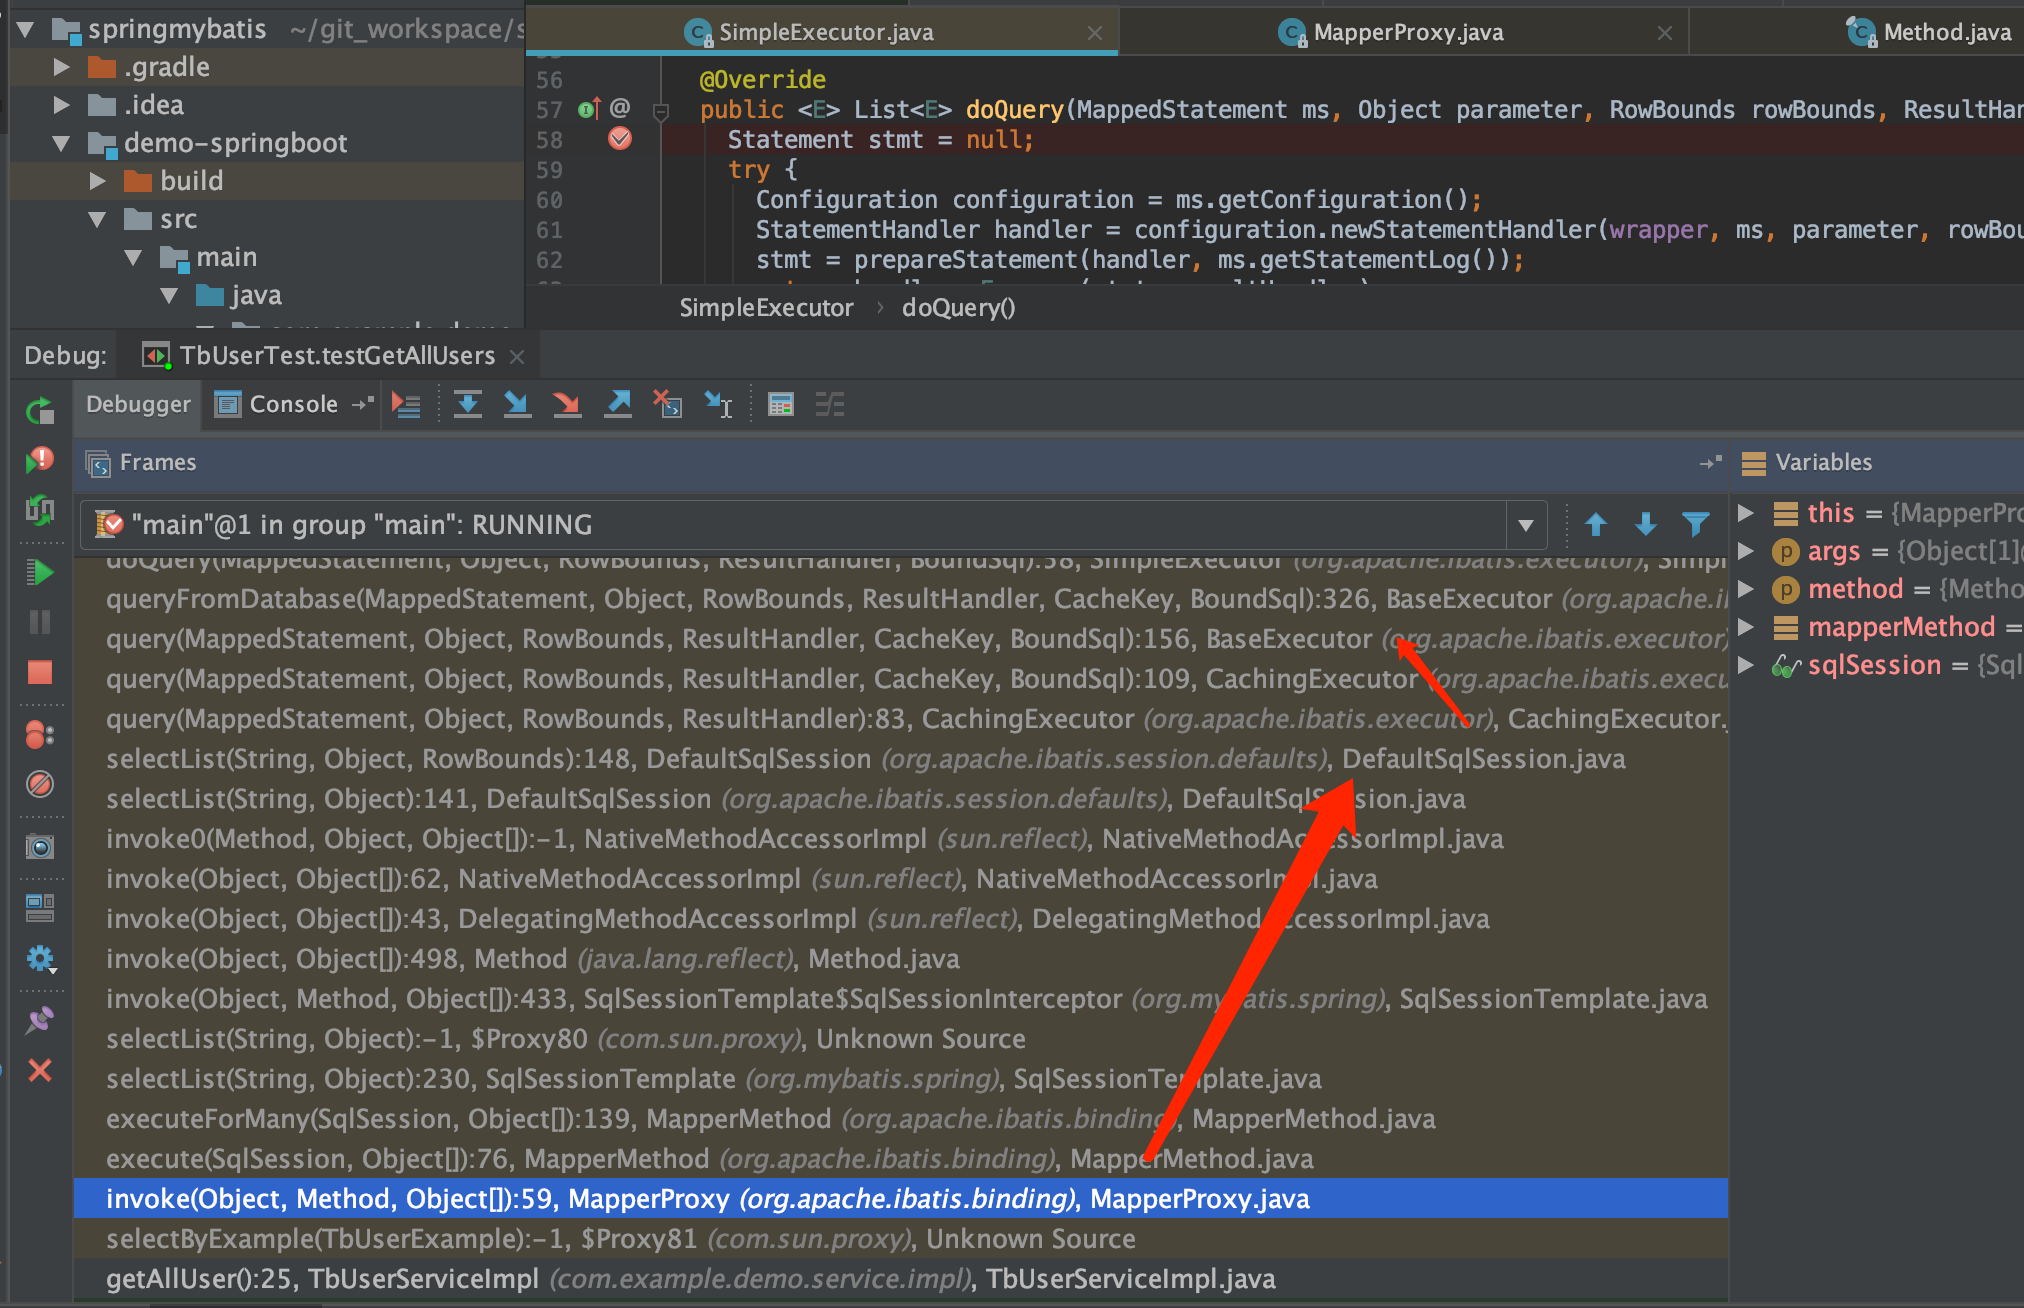 springmybatis ~/git_workspace/s
.gradle
.idea
demo-springboot
build
src
main
java
SimpleExecutor.java
MapperProxy.java
Method.java
56 @Override
57 @ public <E> List<E> doQuery(MappedStatement ms, Object parameter, RowBounds rowBounds, ResultHan
58 Statement stmt = null;
59 try {
60 Configuration configuration = ms.getConfiguration();
61 StatementHandler handler = configuration.newStatementHandler(wrapper, ms, parameter, rowBou
62 stmt = prepareStatement(handler, ms.getStatementLog());
SimpleExecutor › doQuery()
Debug: TbUserTest.testGetAllUsers
Debugger Console
Frames
Variables
"main"@1 in group "main": RUNNING
doQuery(MappedStatement, Object, RowBounds, ResultHandler, BoundSql):58, SimpleExecutor (org.apache.ibatis.executor), Simpl
queryFromDatabase(MappedStatement, Object, RowBounds, ResultHandler, CacheKey, BoundSql):326, BaseExecutor (org.apache.i
query(MappedStatement, Object, RowBounds, ResultHandler, CacheKey, BoundSql):156, BaseExecutor (org.apache.ibatis.executor)
query(MappedStatement, Object, RowBounds, ResultHandler, CacheKey, BoundSql):109, CachingExecutor (org.apache.ibatis.execu
query(MappedStatement, Object, RowBounds, ResultHandler):83, CachingExecutor (org.apache.ibatis.executor), CachingExecutor.
selectList(String, Object, RowBounds):148, DefaultSqlSession (org.apache.ibatis.session.defaults), DefaultSqlSession.java
selectList(String, Object):141, DefaultSqlSession (org.apache.ibatis.session.defaults), DefaultSqlSession.java
invoke0(Method, Object, Object[]):-1, NativeMethodAccessorImpl (sun.reflect), NativeMethodAccessorImpl.java
invoke(Object, Object[]):62, NativeMethodAccessorImpl (sun.reflect), NativeMethodAccessorImpl.java
invoke(Object, Object[]):43, DelegatingMethodAccessorImpl (sun.reflect), DelegatingMethodAccessorImpl.java
invoke(Object, Object[]):498, Method (java.lang.reflect), Method.java
invoke(Object, Method, Object[]):433, SqlSessionTemplate$SqlSessionInterceptor (org.mybatis.spring), SqlSessionTemplate.java
selectList(String, Object):-1, $Proxy80 (com.sun.proxy), Unknown Source
selectList(String, Object):230, SqlSessionTemplate (org.mybatis.spring), SqlSessionTemplate.java
executeForMany(SqlSession, Object[]):139, MapperMethod (org.apache.ibatis.binding), MapperMethod.java
execute(SqlSession, Object[]):76, MapperMethod (org.apache.ibatis.binding), MapperMethod.java
invoke(Object, Method, Object[]):59, MapperProxy (org.apache.ibatis.binding), MapperProxy.java
selectByExample(TbUserExample):-1, $Proxy81 (com.sun.proxy), Unknown Source
getAllUser():25, TbUserServiceImpl (com.example.demo.service.impl), TbUserServiceImpl.java
this = {MapperPro
args = {Object[1]@
method = {Metho
mapperMethod =
sqlSession = {Sql